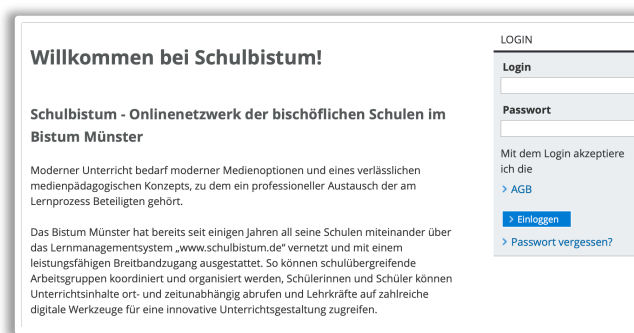 Willkommen bei Schulbistum!
Schulbistum - Onlinenetzwerk der bischöflichen Schulen im
Bistum Münster
Moderner Unterricht bedarf moderner Medienoptionen und eines verlässlichen
medienpädagogischen Konzepts, zu dem ein professioneller Austausch der am
Lernprozess Beteiligten gehört.
Das Bistum Münster hat bereits seit einigen Jahren all seine Schulen miteinander über
das Lernmanagementsystem „www.schulbistum.de“ vernetzt und mit einem
leistungsfähigen Breitbandzugang ausgestattet. So können schulübergreifende
Arbeitsgruppen koordiniert und organisiert werden, Schülerinnen und Schüler können
Unterrichtsinhalte ort- und zeitunabhängig abrufen und Lehrkräfte auf zahlreiche
digitale Werkzeuge für eine innovative Unterrichtsgestaltung zugreifen.
LOGIN
Login
Passwort
Mit dem Login akzeptiere
ich die
> AGB
> Einloggen
> Passwort vergessen?